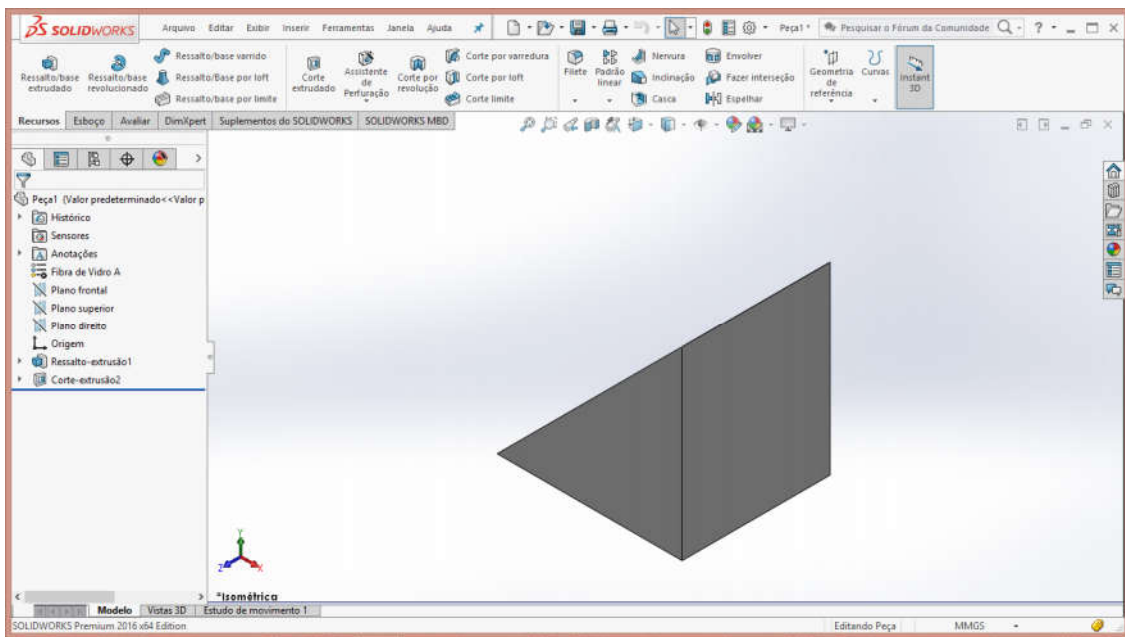 SOLIDWORKS
Arquivo Editar Exibir Inserir Ferramentas Janela Ajuda
Peça1 *
Pesquisar o Fórum da Comunidade
Ressalto/base extrudado
Ressalto/base revolucionado
Ressalto/base varrido
Ressalto/Base por loft
Ressalto/base por limite
Corte extrudado
Assistente de Perfuração
Corte por revolução
Corte por varredura
Corte por loft
Corte limite
Filete
Padrão linear
Nervura
Inclinação
Casca
Envolver
Fazer interseção
Espelhar
Geometria de referência
Curvas
Instant 3D
Recursos Esboço Avaliar DimXpert Suplementos do SOLIDWORKS SOLIDWORKS MBD
Peça1 (Valor predeterminado<<Valor p
Histórico
Sensores
A Anotações
Fibra de Vidro A
Plano frontal
Plano superior
Plano direito
Origem
Ressalto-extrusão1
Corte-extrusão2
Y
Z X
*Isométrica
Modelo Vistas 3D Estudo de movimento 1
SOLIDWORKS Premium 2016 x64 Edition
Editando Peça MMGS